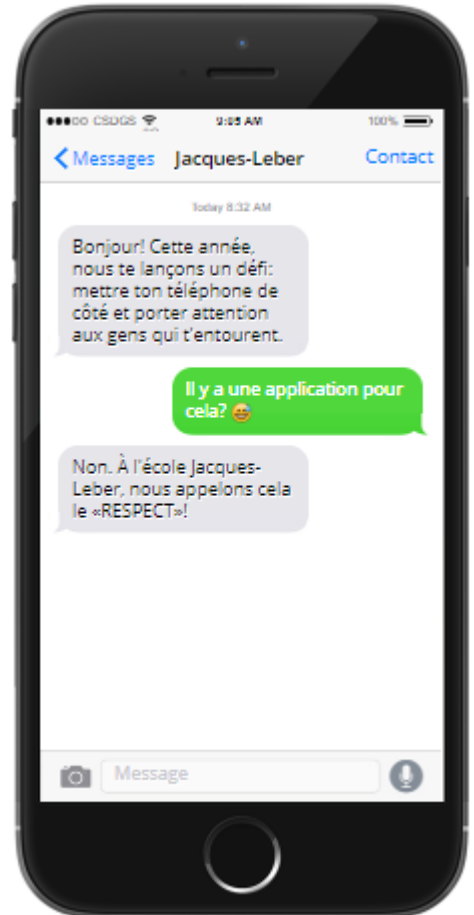 CSDGS 9:05 AM 100%
Messages Jacques-Leber Contact
Today 8:32 AM
Bonjour! Cette année,
nous te lançons un défi:
mettre ton téléphone de
côté et porter attention
aux gens qui t'entourent.
Il y a une application pour
cela? 😅
Non. À l'école Jacques-
Leber, nous appelons cela
le «RESPECT»!
Message